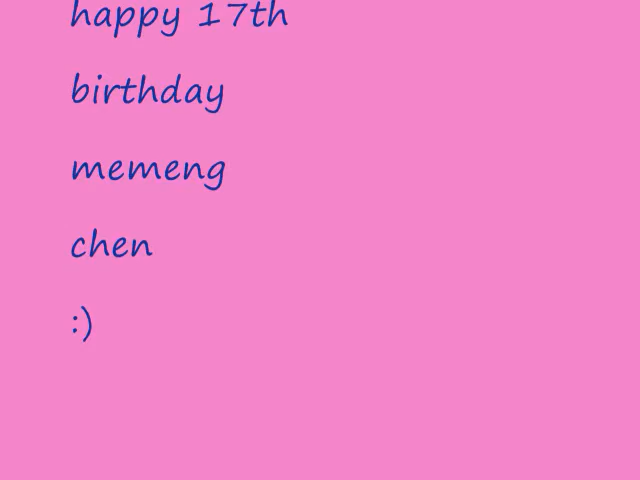 happy 17th
birthday
memeng
chen
:)